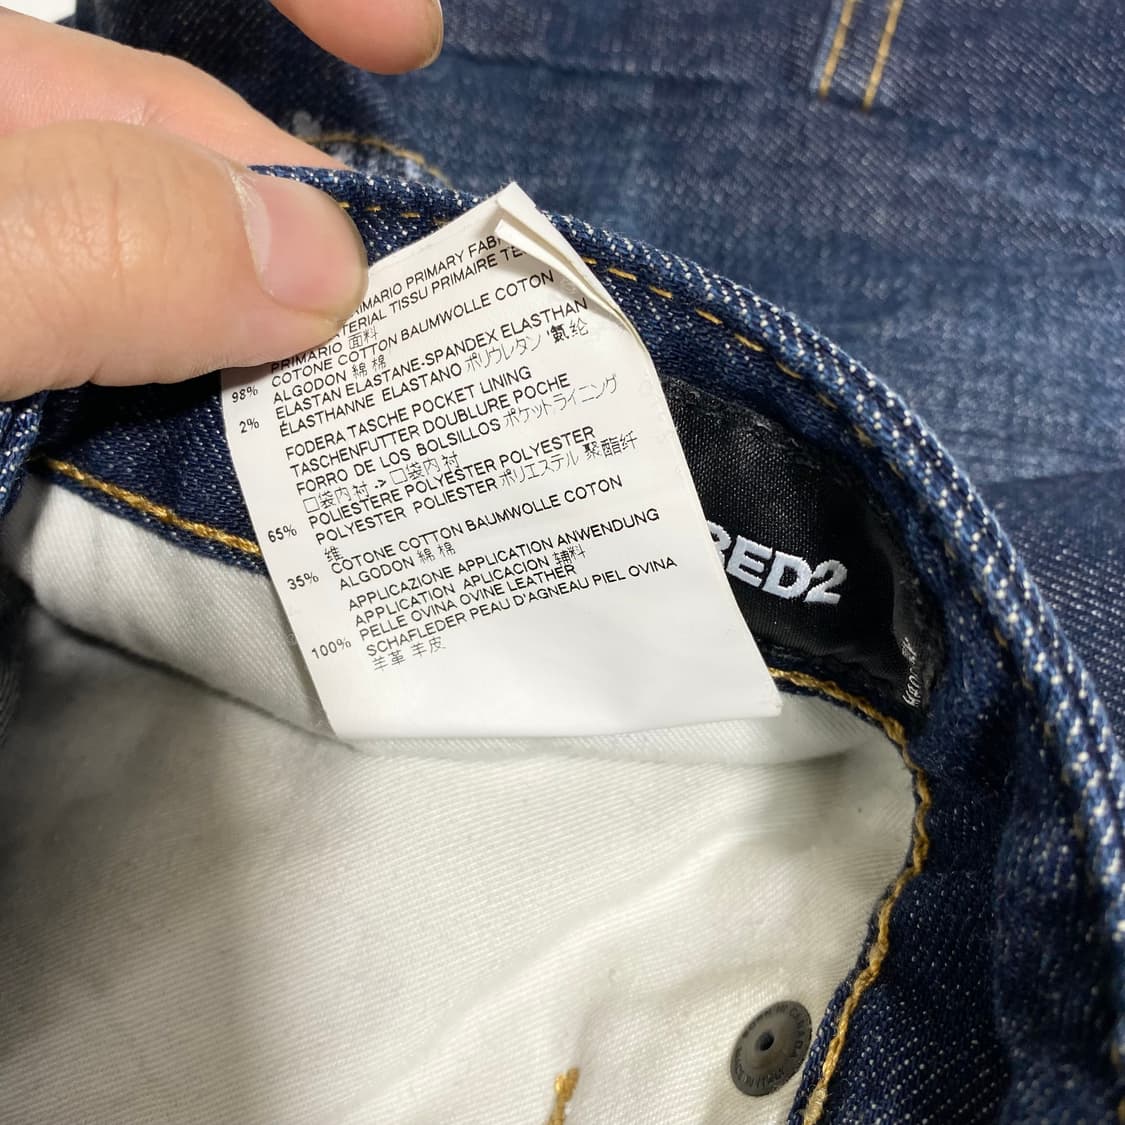 IMARIO PRIMARY FAB
TERIAL TISSU PRIMAIRE TE
PRIMARIO 面料
98% COTONE COTTON BAUMWOLLE COTON
ALGODON 綿 棉
2% ELASTAN ELASTANE-SPANDEX ELASTHAN
ÉLASTHANNE ELASTANO ポリウレタン 氨纶
FODERA TASCHE POCKET LINING
TASCHENFUTTER DOUBLURE POCHE
FORRO DE LOS BOLSILLOS ポケットライニング
口袋内衬 -> 口袋内衬
65% POLIESTERE POLYESTER POLYESTER
POLYESTER POLIESTER ポリエステル 聚酯纤
维
35% COTONE COTTON BAUMWOLLE COTON
ALGODON 綿 棉
APPLICAZIONE APPLICATION ANWENDUNG
APPLICATION APLICACION 辅料
100% PELLE OVINA OVINE LEATHER
SCHAFLEDER PEAU D'AGNEAU PIEL OVINA
羊革 羊皮
RED2